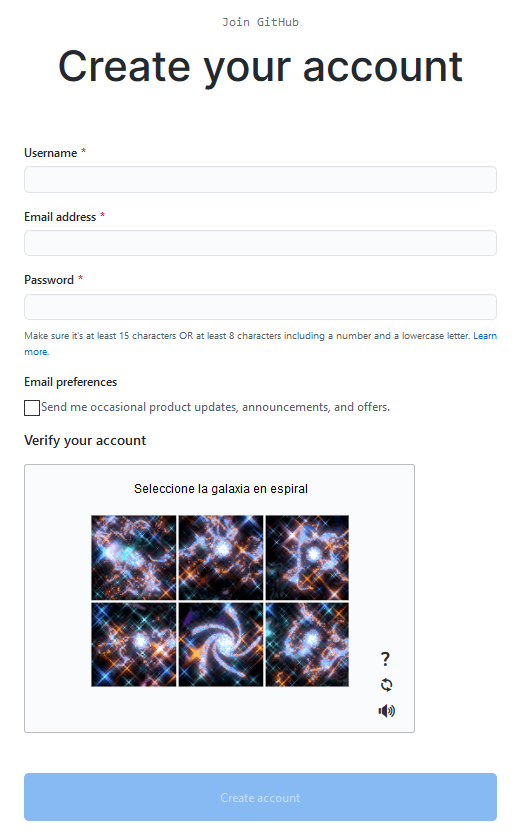 Join GitHub
Create your account
Username *
Email address *
Password *
Make sure it's at least 15 characters OR at least 8 characters including a number and a lowercase letter. Learn
more.
Email preferences
Send me occasional product updates, announcements, and offers.
Verify your account
Seleccione la galaxia en espiral
?
Create account